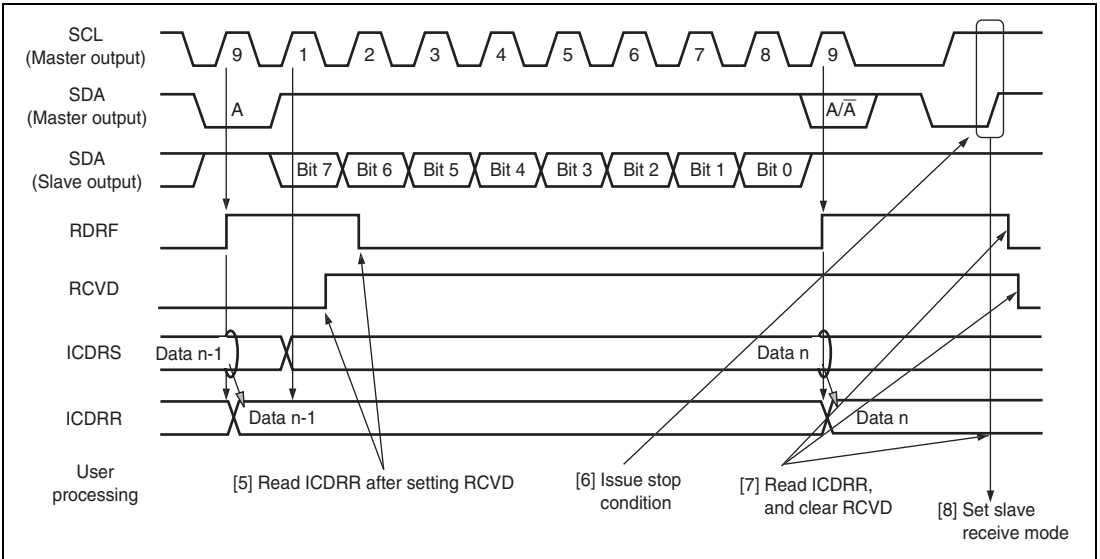 SCL
(Master output)
9 1 2 3 4 5 6 7 8 9
SDA
(Master output)
A A/A̅
SDA
(Slave output)
Bit 7 Bit 6 Bit 5 Bit 4 Bit 3 Bit 2 Bit 1 Bit 0
RDRF
RCVD
ICDRS
Data n-1 Data n
ICDRR
Data n-1 Data n
User
processing
[5] Read ICDRR after setting RCVD
[6] Issue stop
condition
[7] Read ICDRR,
and clear RCVD
[8] Set slave
receive mode